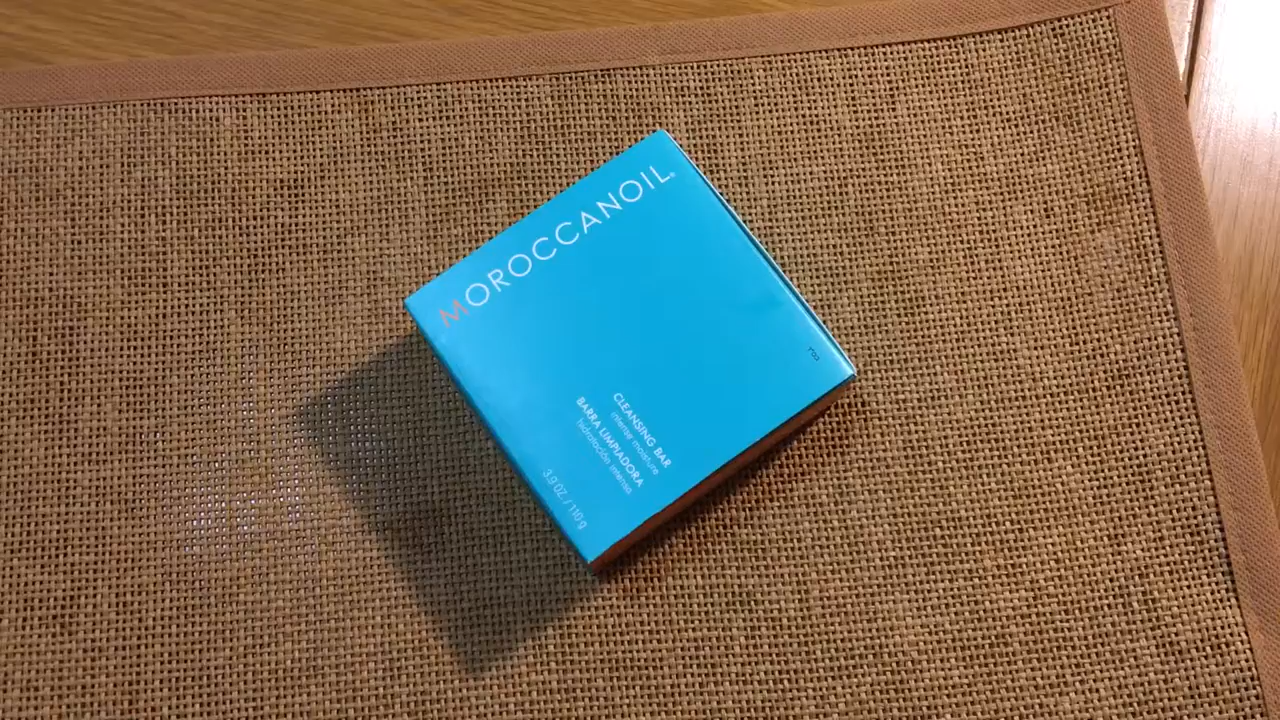 MOROCCANOIL®
CLEANSING BAR
intense moisture
BARRA LIMPIADORA
hidratación intensa
3.9 OZ. / 110 g